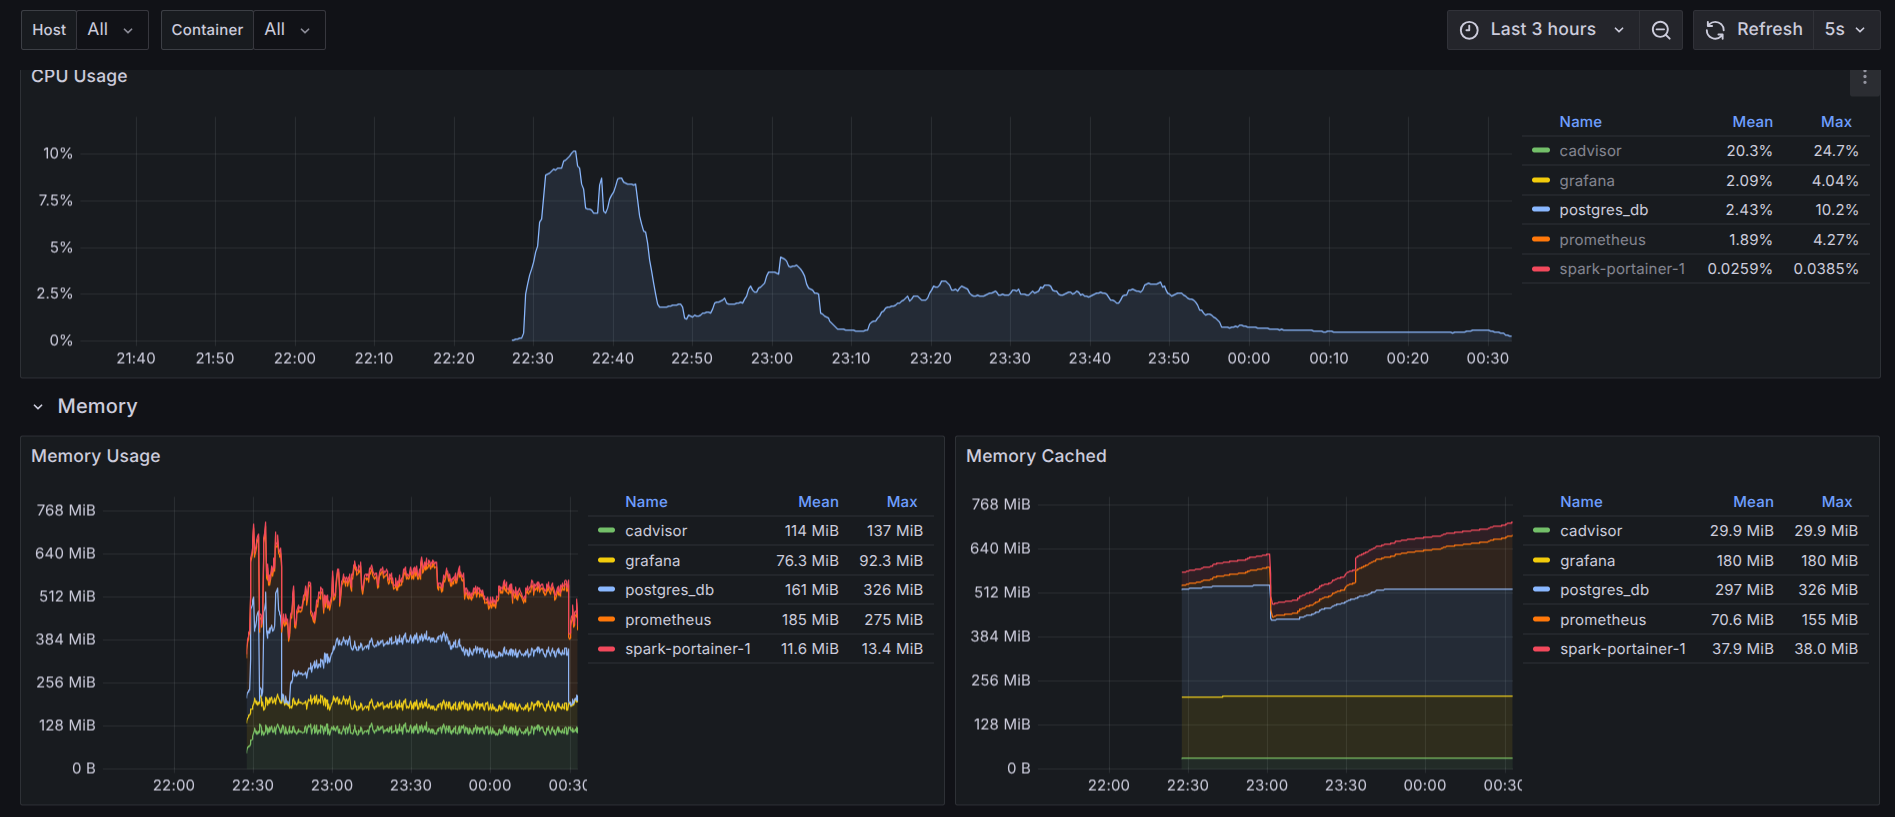 Host All Container All Last 3 hours Refresh 5s
CPU Usage
Name Mean Max
cadvisor 20.3% 24.7%
grafana 2.09% 4.04%
postgres_db 2.43% 10.2%
prometheus 1.89% 4.27%
spark-portainer-1 0.0259% 0.0385%
10%
7.5%
5%
2.5%
0%
21:40 21:50 22:00 22:10 22:20 22:30 22:40 22:50 23:00 23:10 23:20 23:30 23:40 23:50 00:00 00:10 00:20 00:30
Memory
Memory Usage
768 MiB
640 MiB
512 MiB
384 MiB
256 MiB
128 MiB
0 B
22:00 22:30 23:00 23:30 00:00 00:30
Name Mean Max
cadvisor 114 MiB 137 MiB
grafana 76.3 MiB 92.3 MiB
postgres_db 161 MiB 326 MiB
prometheus 185 MiB 275 MiB
spark-portainer-1 11.6 MiB 13.4 MiB
Memory Cached
768 MiB
640 MiB
512 MiB
384 MiB
256 MiB
128 MiB
0 B
22:00 22:30 23:00 23:30 00:00 00:30
Name Mean Max
cadvisor 29.9 MiB 29.9 MiB
grafana 180 MiB 180 MiB
postgres_db 297 MiB 326 MiB
prometheus 70.6 MiB 155 MiB
spark-portainer-1 37.9 MiB 38.0 MiB